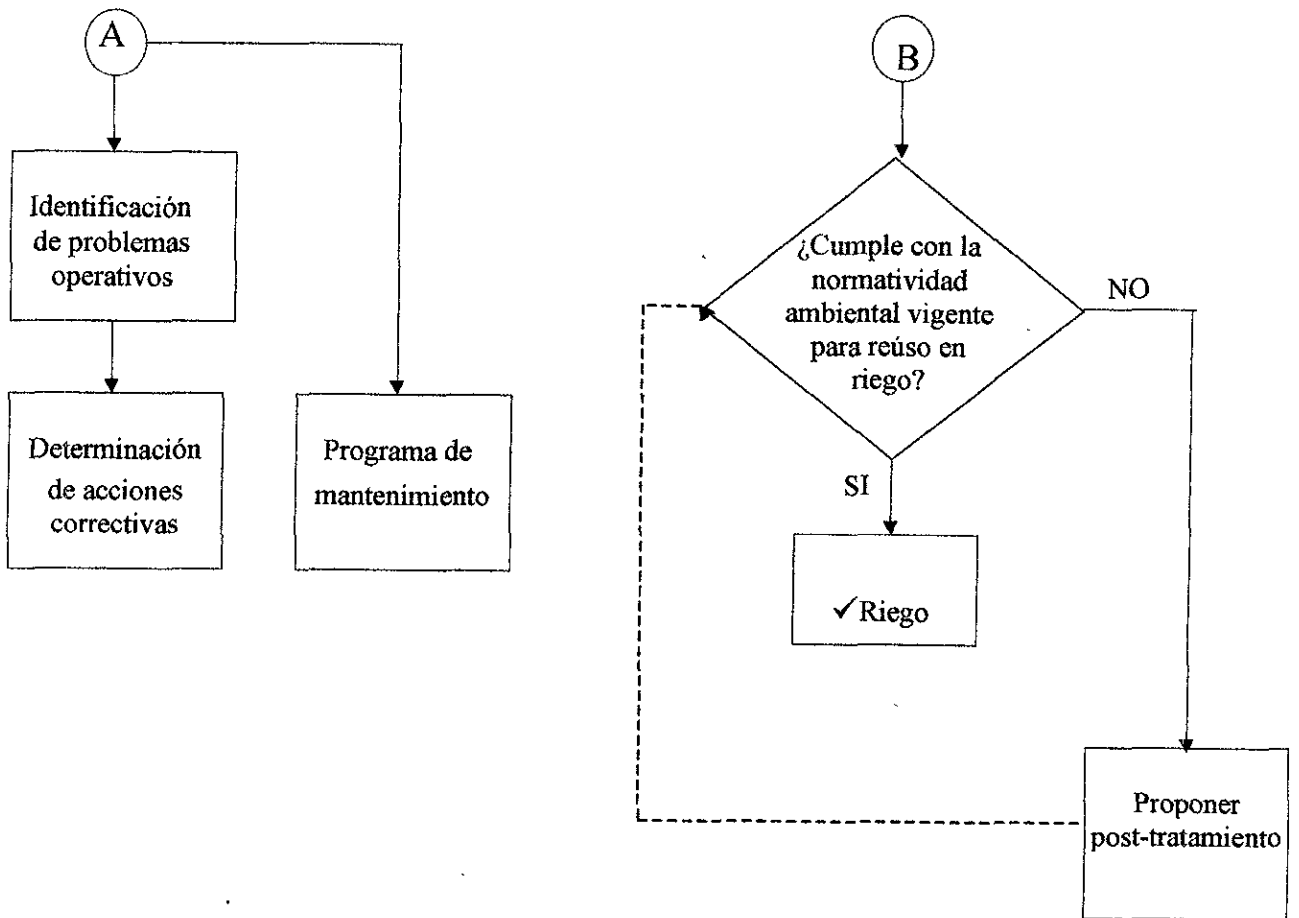 A
Identificación
de problemas
operativos
Determinación
de acciones
correctivas
Programa de
mantenimiento
B
¿Cumple con la
normatividad
ambiental vigente
para reúso en
riego?
NO
SI
✓Riego
Proponer
post-tratamiento